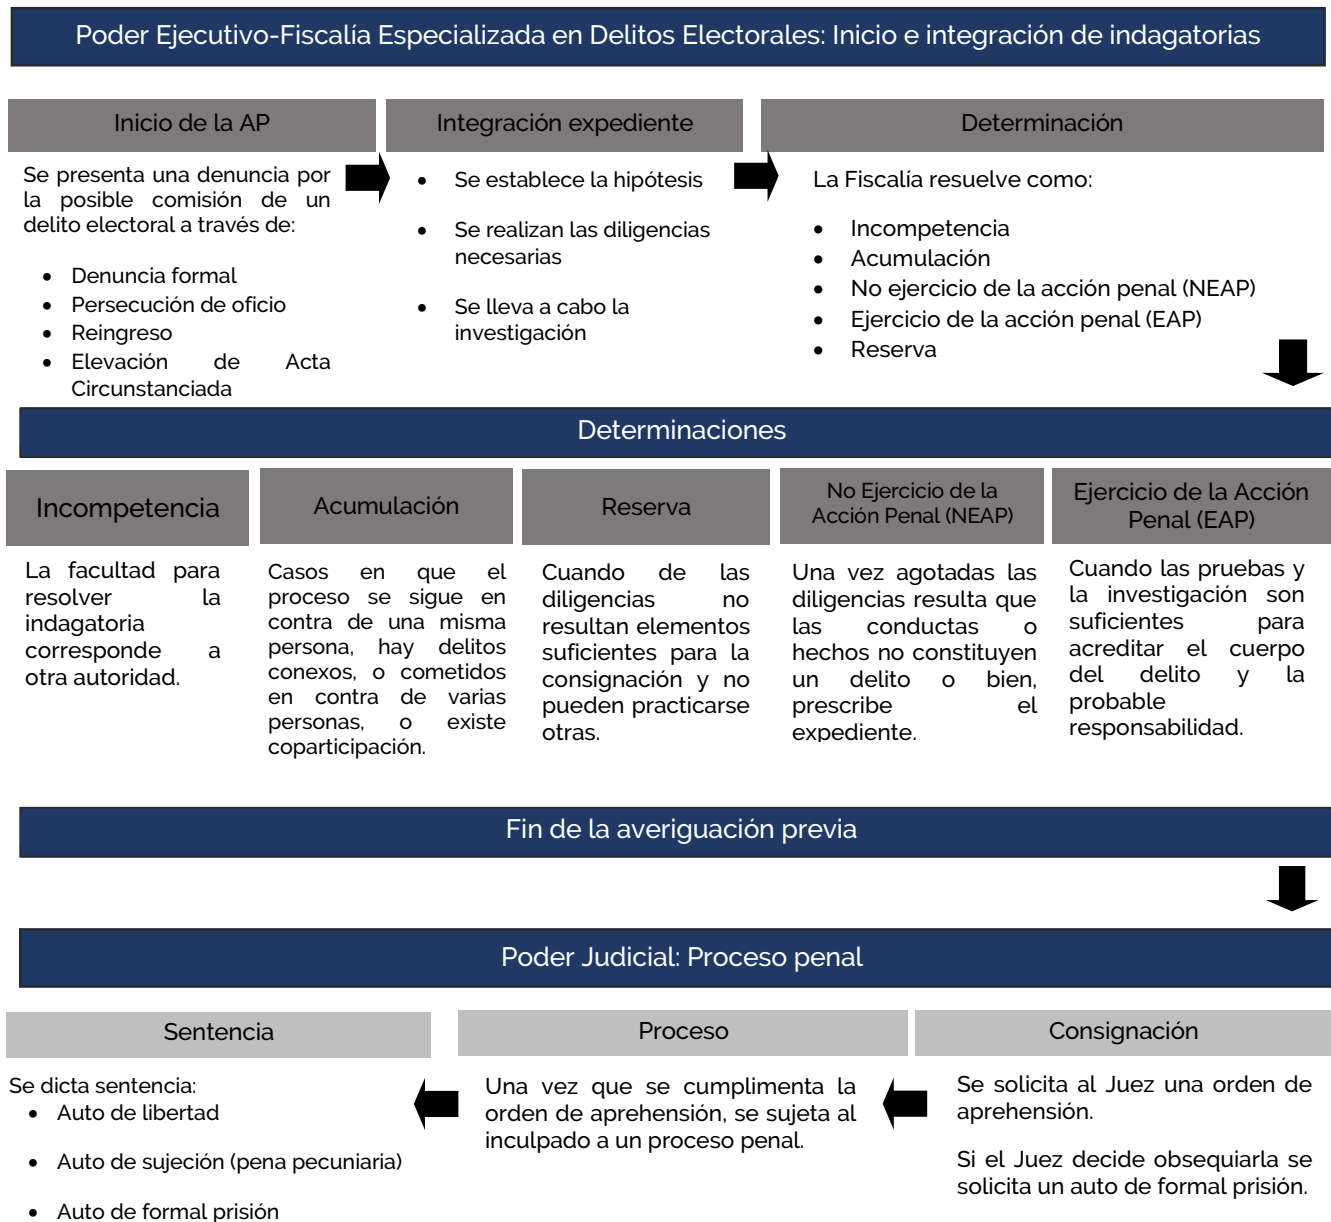 Poder Ejecutivo-Fiscalía Especializada en Delitos Electorales: Inicio e integración de indagatorias
Inicio de la AP
Se presenta una denuncia por
la posible comisión de un
delito electoral a través de:
• Denuncia formal
• Persecución de oficio
• Reingreso
• Elevación de Acta
Circunstanciada
Integración expediente
• Se establece la hipótesis
• Se realizan las diligencias
necesarias
• Se lleva a cabo la
investigación
Determinación
La Fiscalía resuelve como:
• Incompetencia
• Acumulación
• No ejercicio de la acción penal (NEAP)
• Ejercicio de la acción penal (EAP)
• Reserva
Determinaciones
Incompetencia
La facultad para
resolver la
indagatoria
corresponde a
otra autoridad.
Acumulación
Casos en que el
proceso se sigue en
contra de una misma
persona, hay delitos
conexos, o cometidos
en contra de varias
personas, o existe
coparticipación.
Reserva
Cuando de las
diligencias no
resultan elementos
suficientes para la
consignación y no
pueden practicarse
otras.
No Ejercicio de la
Acción Penal (NEAP)
Una vez agotadas las
diligencias resulta que
las conductas o
hechos no constituyen
un delito o bien,
prescribe el
expediente.
Ejercicio de la Acción
Penal (EAP)
Cuando las pruebas y
la investigación son
suficientes para
acreditar el cuerpo
del delito y la
probable
responsabilidad.
Fin de la averiguación previa
Poder Judicial: Proceso penal
Sentencia
Se dicta sentencia:
• Auto de libertad
• Auto de sujeción (pena pecuniaria)
• Auto de formal prisión
Proceso
Una vez que se cumplimenta la
orden de aprehensión, se sujeta al
inculpado a un proceso penal.
Consignación
Se solicita al Juez una orden de
aprehensión.
Si el Juez decide obsequiarla se
solicita un auto de formal prisión.